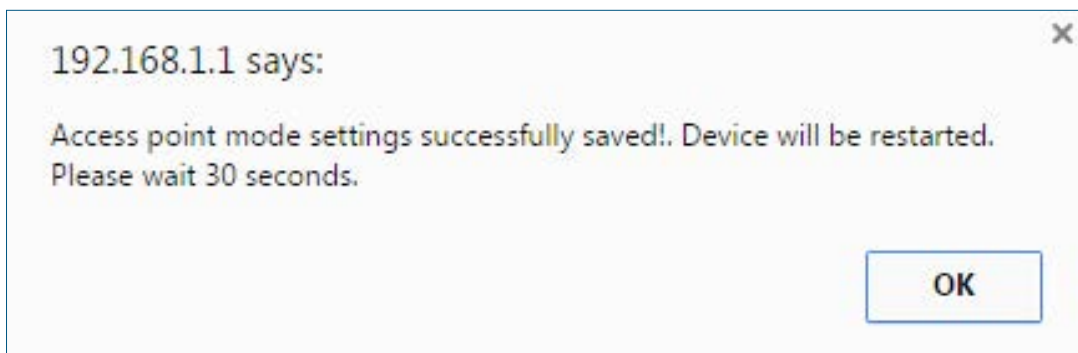 192.168.1.1 says:
Access point mode settings successfully saved!. Device will be restarted.
Please wait 30 seconds.
OK